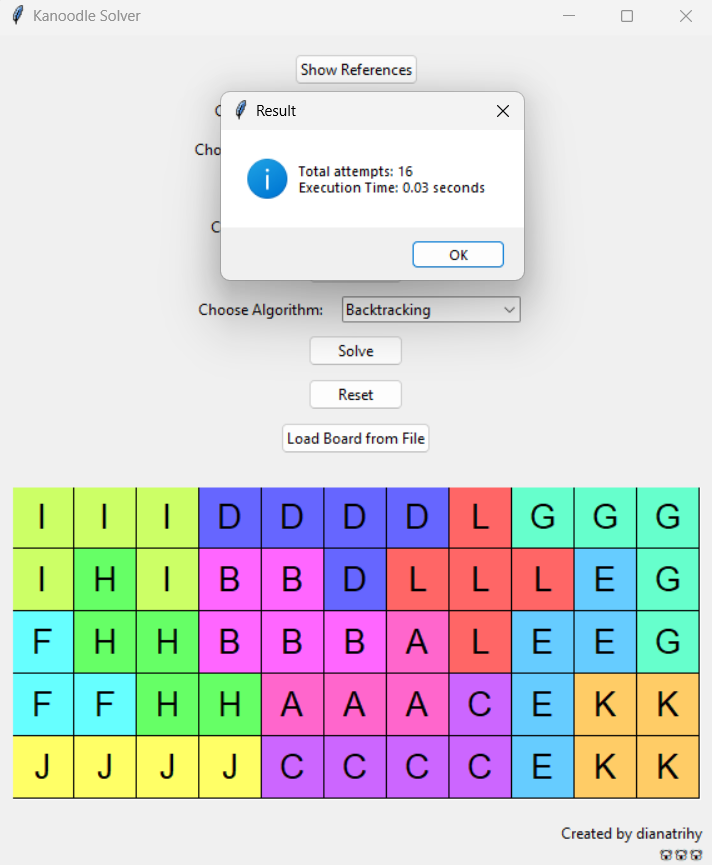 Kanoodle Solver
Show References
Result
C
Cho
Total attempts: 16
Execution Time: 0.03 seconds
C
OK
Choose Algorithm: Backtracking
Solve
Reset
Load Board from File
I I I D D D D L G G G
I H I B B D L L L E G
F H H B B B A L E E G
F F H H A A A C E K K
J J J J C C C C E K K
Created by dianatrihy